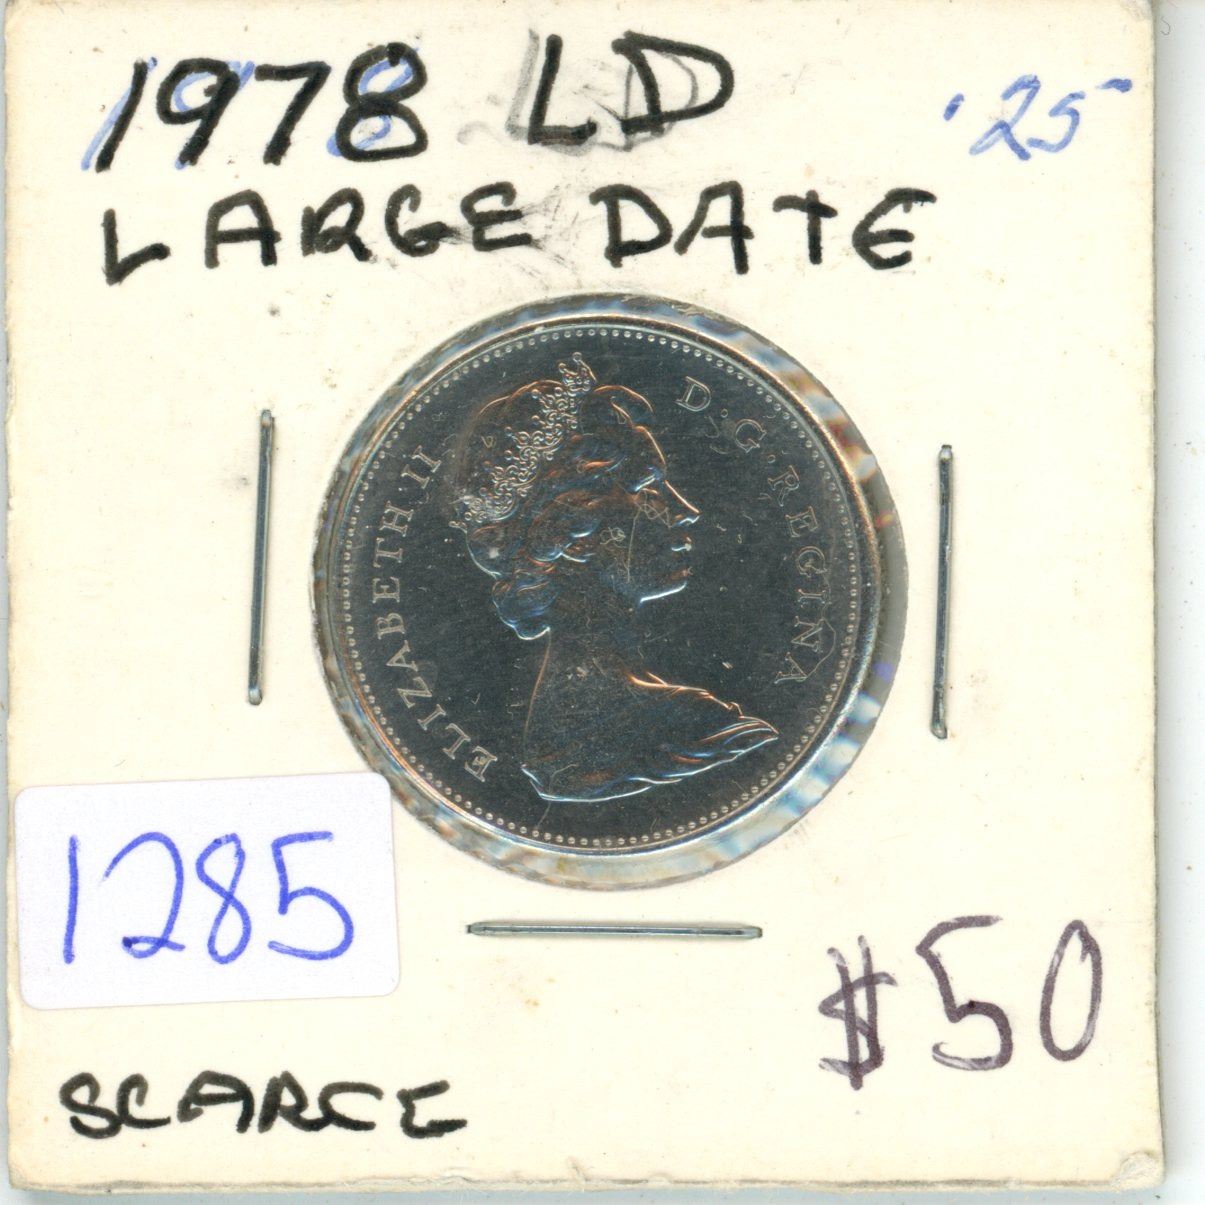 1978 LD .25
LARGE DATE
ELIZABETH II D·G·REGINA
1285
$50
SCARCE